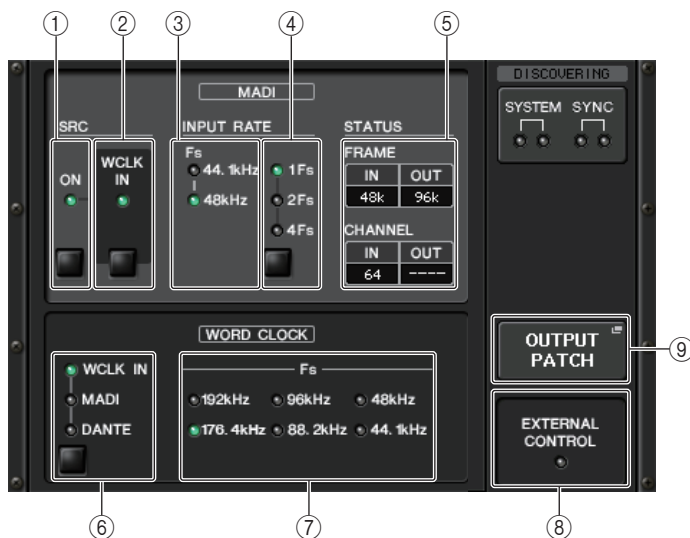 ① ② ③ ④ ⑤
MADI
DISCOVERING
SYSTEM SYNC
SRC
ON
WCLK
IN
INPUT RATE
Fs
44.1kHz
48kHz
1Fs
2Fs
4Fs
STATUS
FRAME
IN OUT
48k 96k
CHANNEL
IN OUT
64 ----
WORD CLOCK
WCLK IN
MADI
DANTE
Fs
192kHz 96kHz 48kHz
176.4kHz 88.2kHz 44.1kHz
OUTPUT
PATCH
⑨
EXTERNAL
CONTROL
⑥ ⑦ ⑧